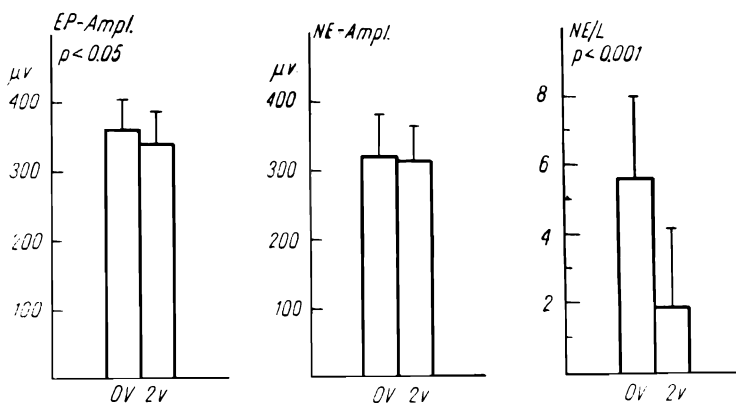 EP-Ampl.
p < 0.05
μv
400
300
200
100
0V 2v
NE-Ampl.
μv
400
300
200
100
0V 2v
NE/L
p < 0.001
8
6
4
2
0V 2v